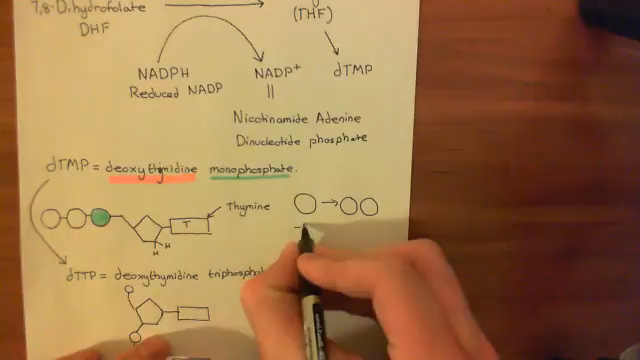 7,8-Dihydrofolate
DHF
(THF)
NADPH
NADP+
dTMP
Reduced NADP
Nicotinamide Adenine
Dinucleotide phosphate
dTMP = deoxythymidine monophosphate.
Thymine
T
H
H
dTTP = deoxythymidine